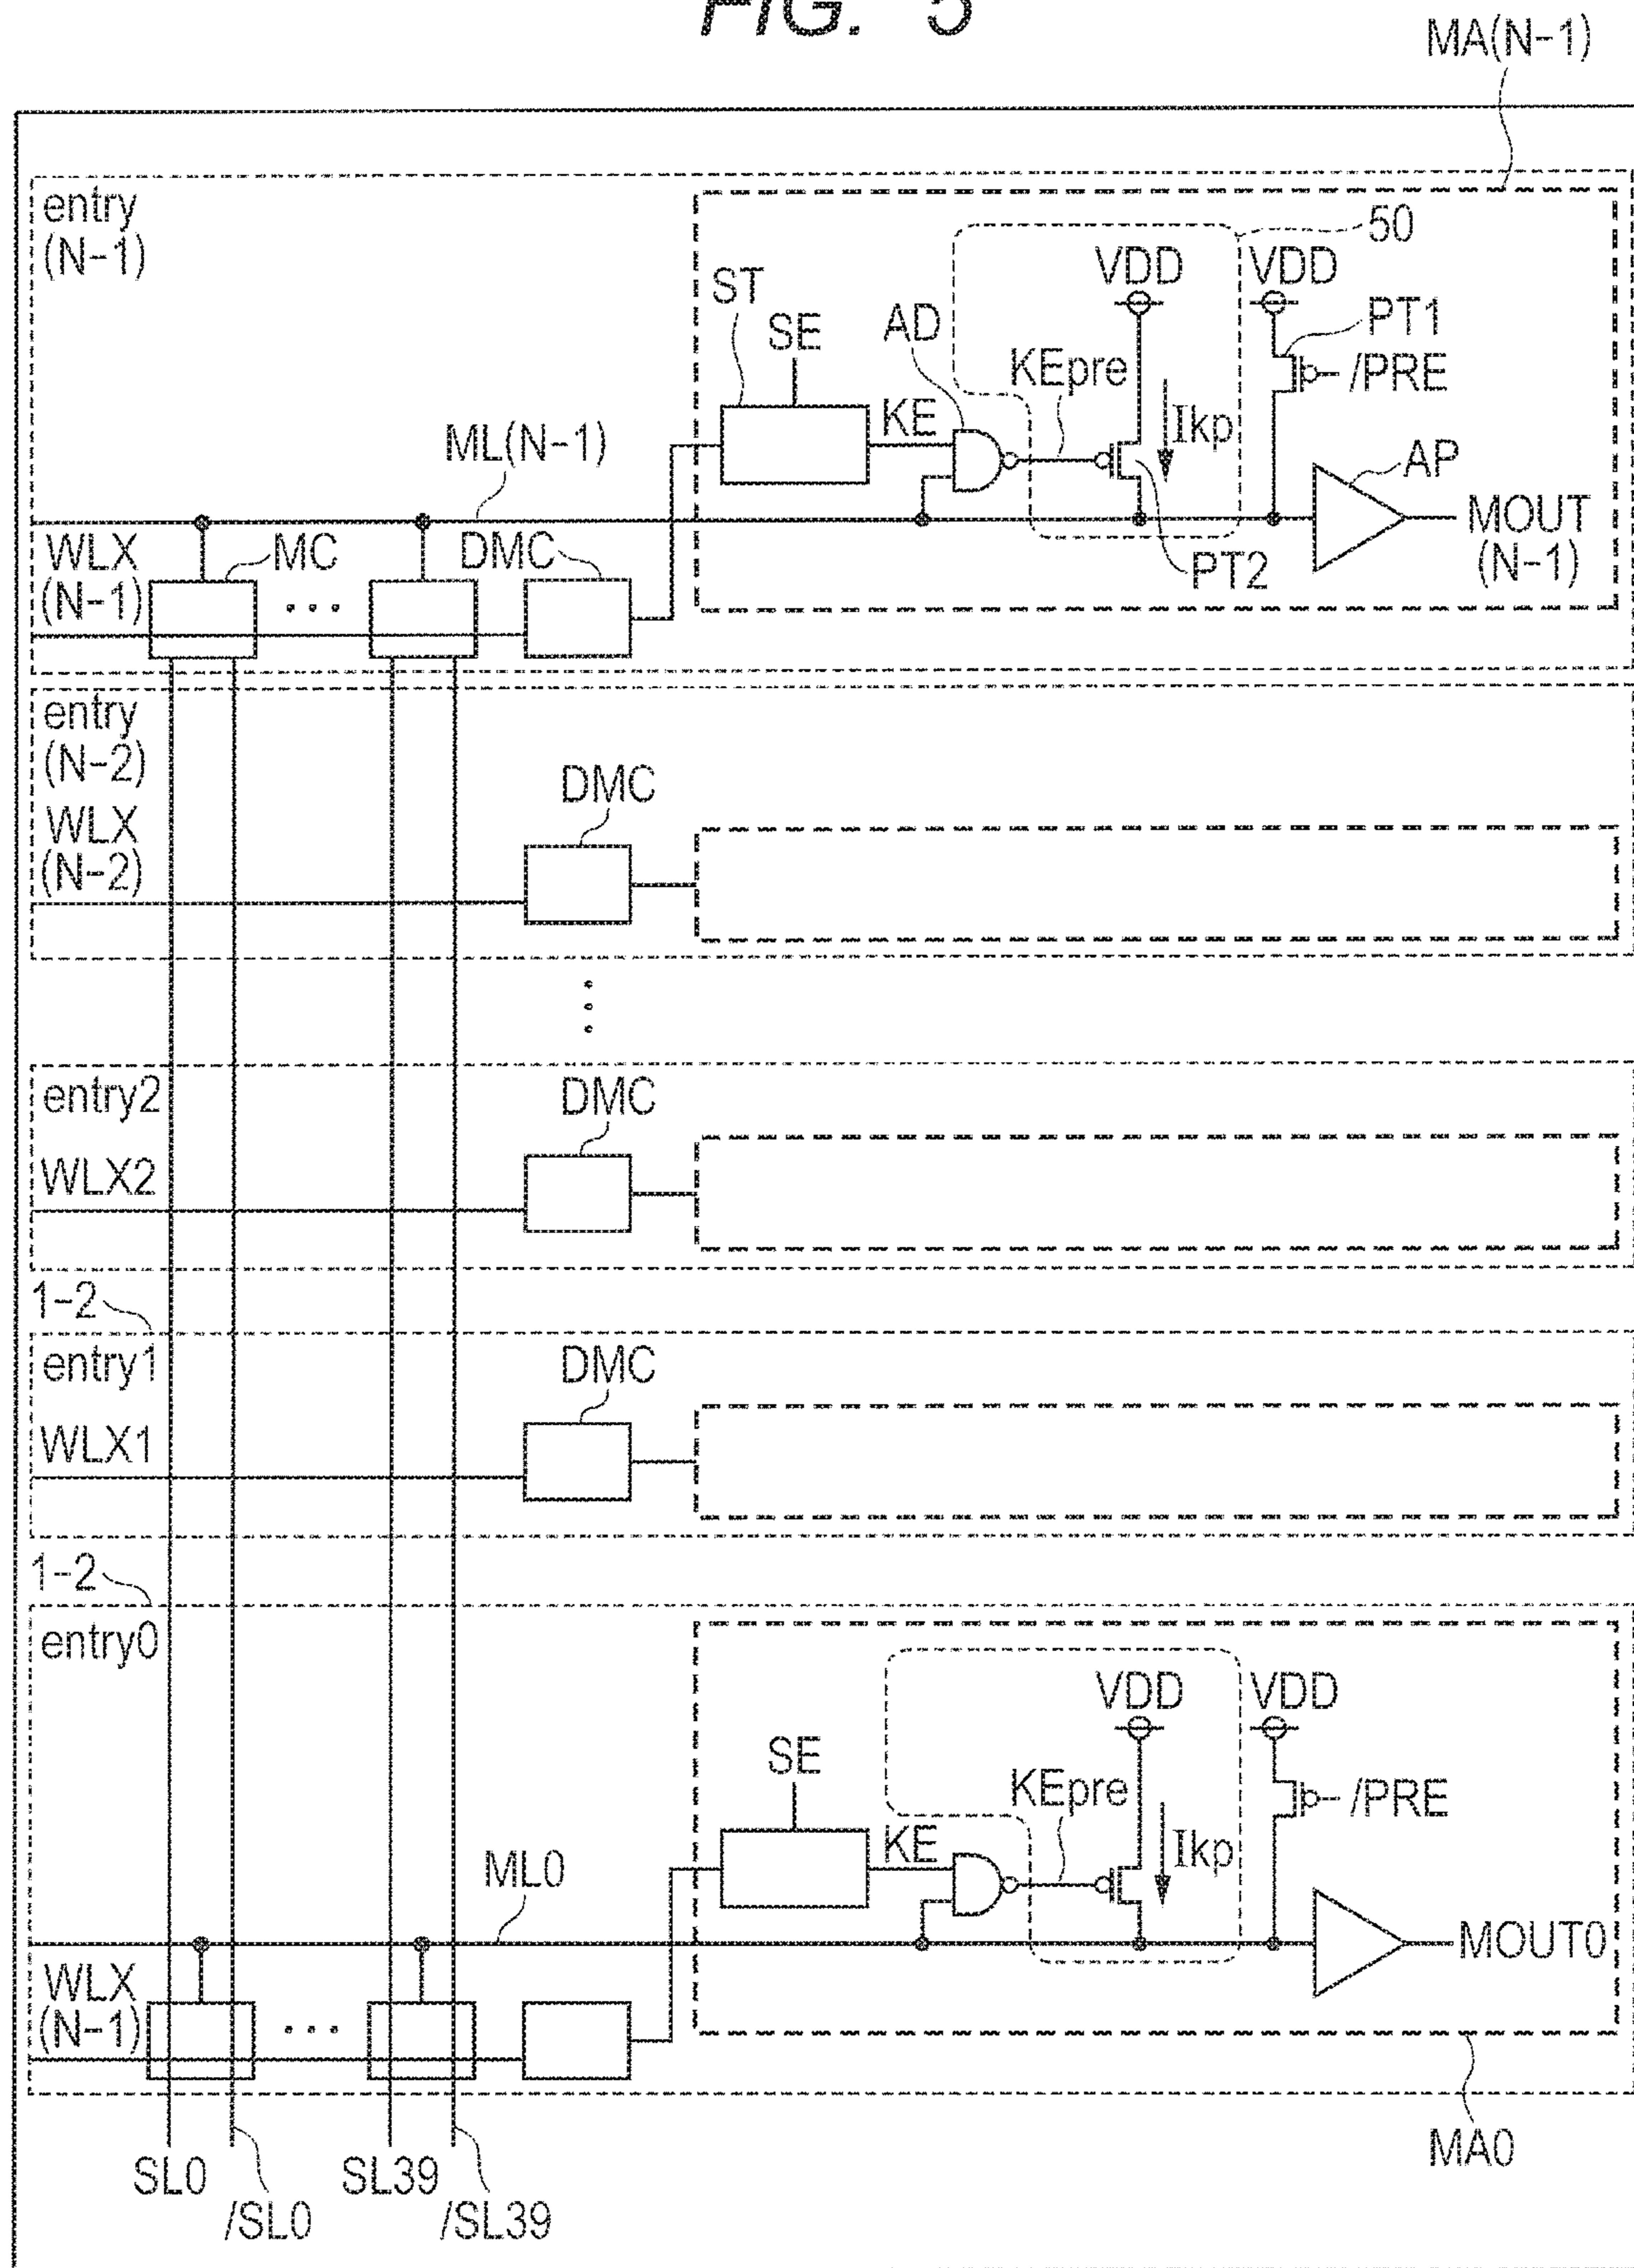 FIG. 5
MA(N-1)
entry
(N-1)
50
VDD
VDD
ST
SE
AD
PT1
KEpre
/PRE
KE
Ikp
ML(N-1)
AP
MOUT
(N-1)
WLX
(N-1)
MC
DMC
PT2
entry
(N-2)
DMC
WLX
(N-2)
entry2
DMC
WLX2
1-2
entry1
DMC
WLX1
1-2
entry0
VDD
VDD
SE
KEpre
/PRE
KE
Ikp
ML0
MOUT0
WLX
(N-1)
MA0
SL0
SL39
/SL0
/SL39